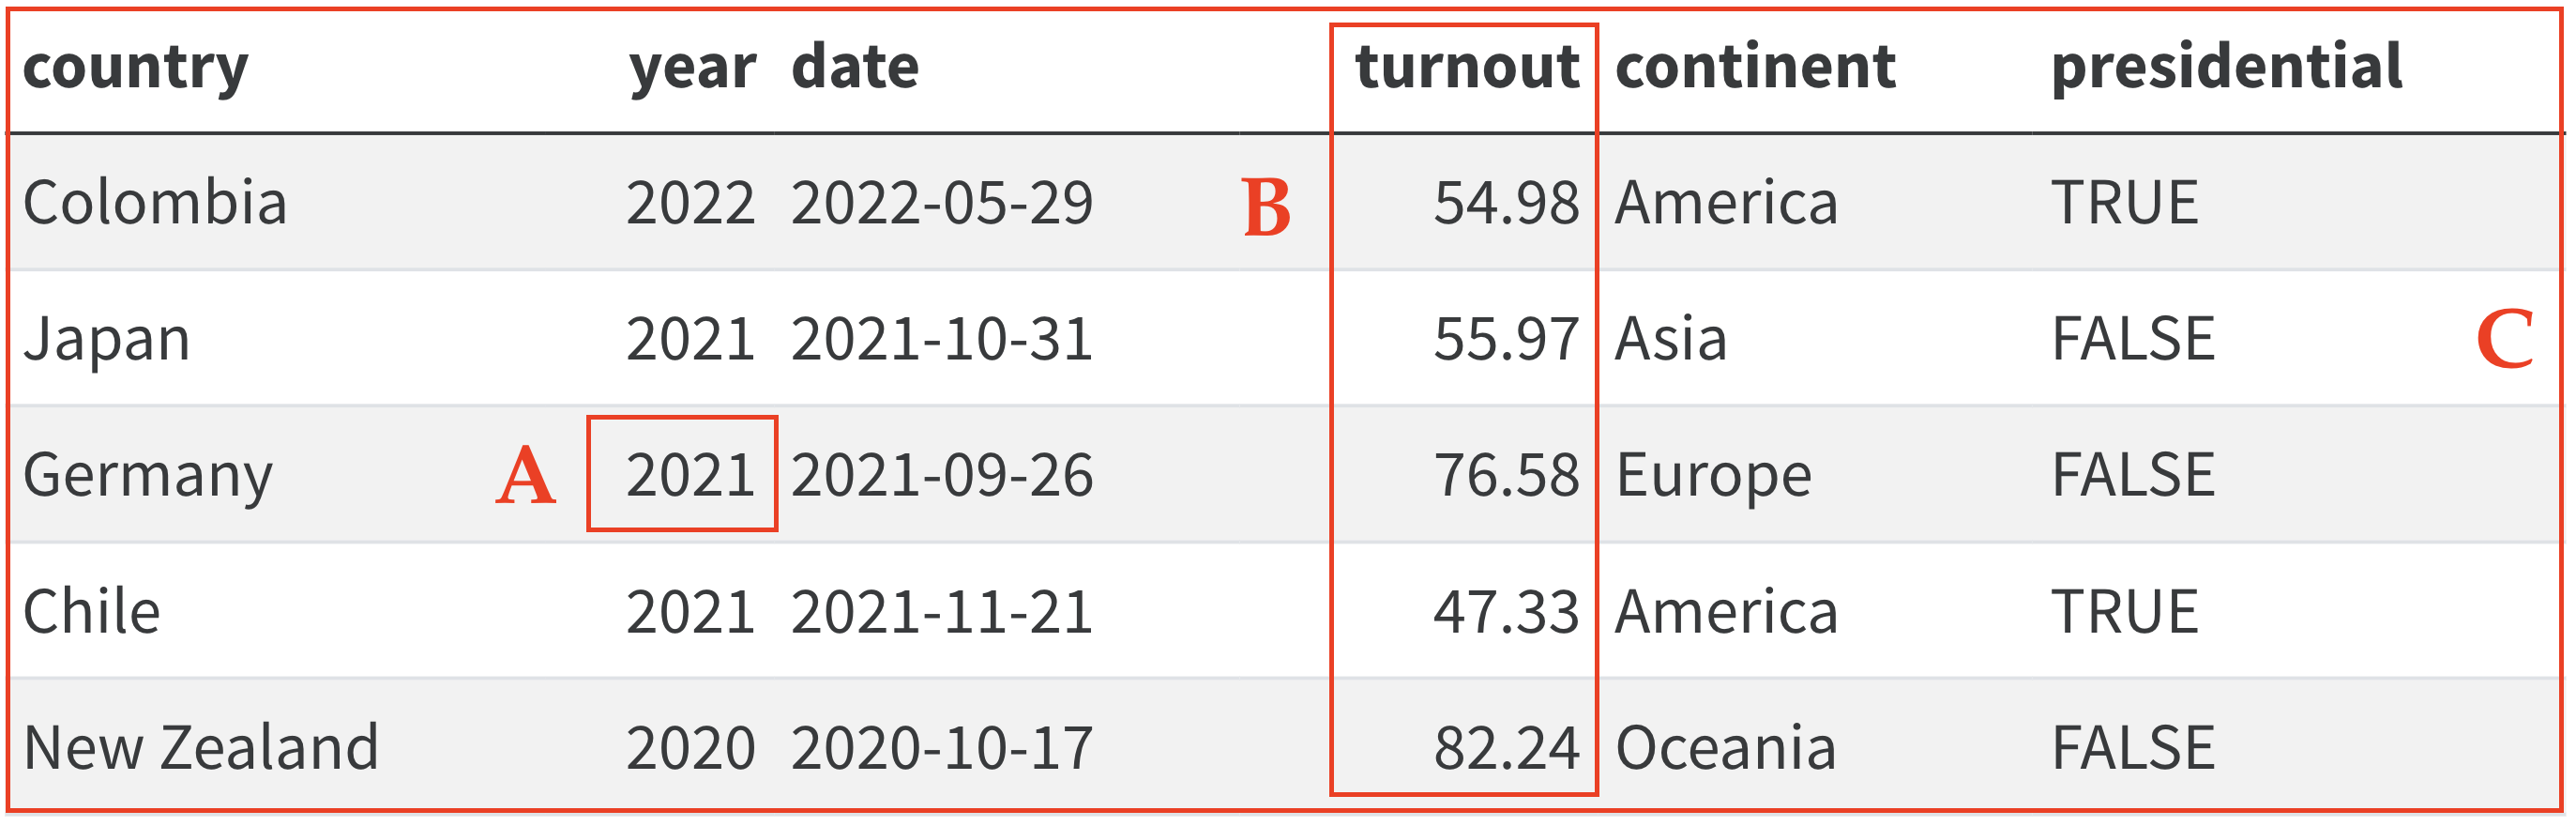 country year date turnout continent presidential
Colombia 2022 2022-05-29 B 54.98 America TRUE
Japan 2021 2021-10-31 55.97 Asia FALSE C
Germany A 2021 2021-09-26 76.58 Europe FALSE
Chile 2021 2021-11-21 47.33 America TRUE
New Zealand 2020 2020-10-17 82.24 Oceania FALSE